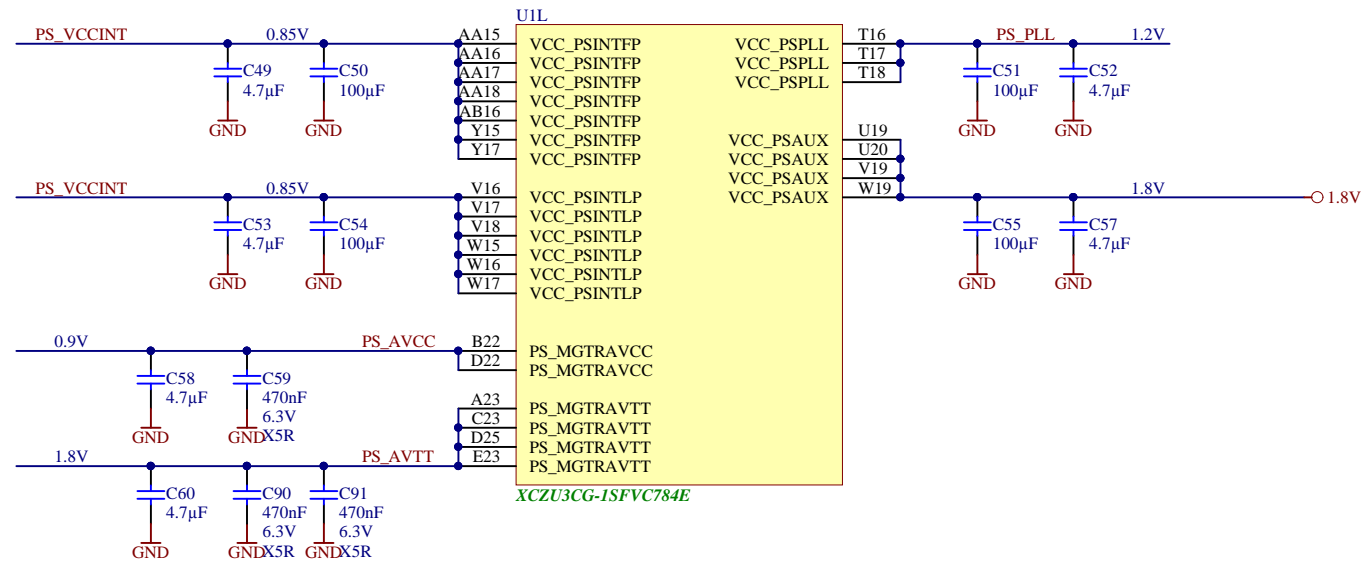 U1L
PS_VCCINT 0.85V AA15 VCC_PSINTFP VCC_PSPLL T16 PS_PLL 1.2V
AA16 VCC_PSINTFP VCC_PSPLL T17
C49 C50 AA17 VCC_PSINTFP VCC_PSPLL T18 C51 C52
4.7µF 100µF AA18 VCC_PSINTFP 100µF 4.7µF
AB16 VCC_PSINTFP
GND GND Y15 VCC_PSINTFP VCC_PSAUX U19 GND GND
Y17 VCC_PSINTFP VCC_PSAUX U20
VCC_PSAUX V19
PS_VCCINT 0.85V V16 VCC_PSINTLP VCC_PSAUX W19 1.8V 1.8V
V17 VCC_PSINTLP
C53 C54 V18 VCC_PSINTLP C55 C57
4.7µF 100µF W15 VCC_PSINTLP 100µF 4.7µF
W16 VCC_PSINTLP
GND GND W17 VCC_PSINTLP GND GND
0.9V PS_AVCC B22 PS_MGTRAVCC
D22 PS_MGTRAVCC
C58 C59
4.7µF 470nF
6.3V
GND GND X5R
A23 PS_MGTRAVTT
C23 PS_MGTRAVTT
D25 PS_MGTRAVTT
1.8V PS_AVTT E23 PS_MGTRAVTT
C60 C90 C91
4.7µF 470nF 470nF
6.3V 6.3V
GND GND X5R GND X5R
XCZU3CG-1SFVC784E